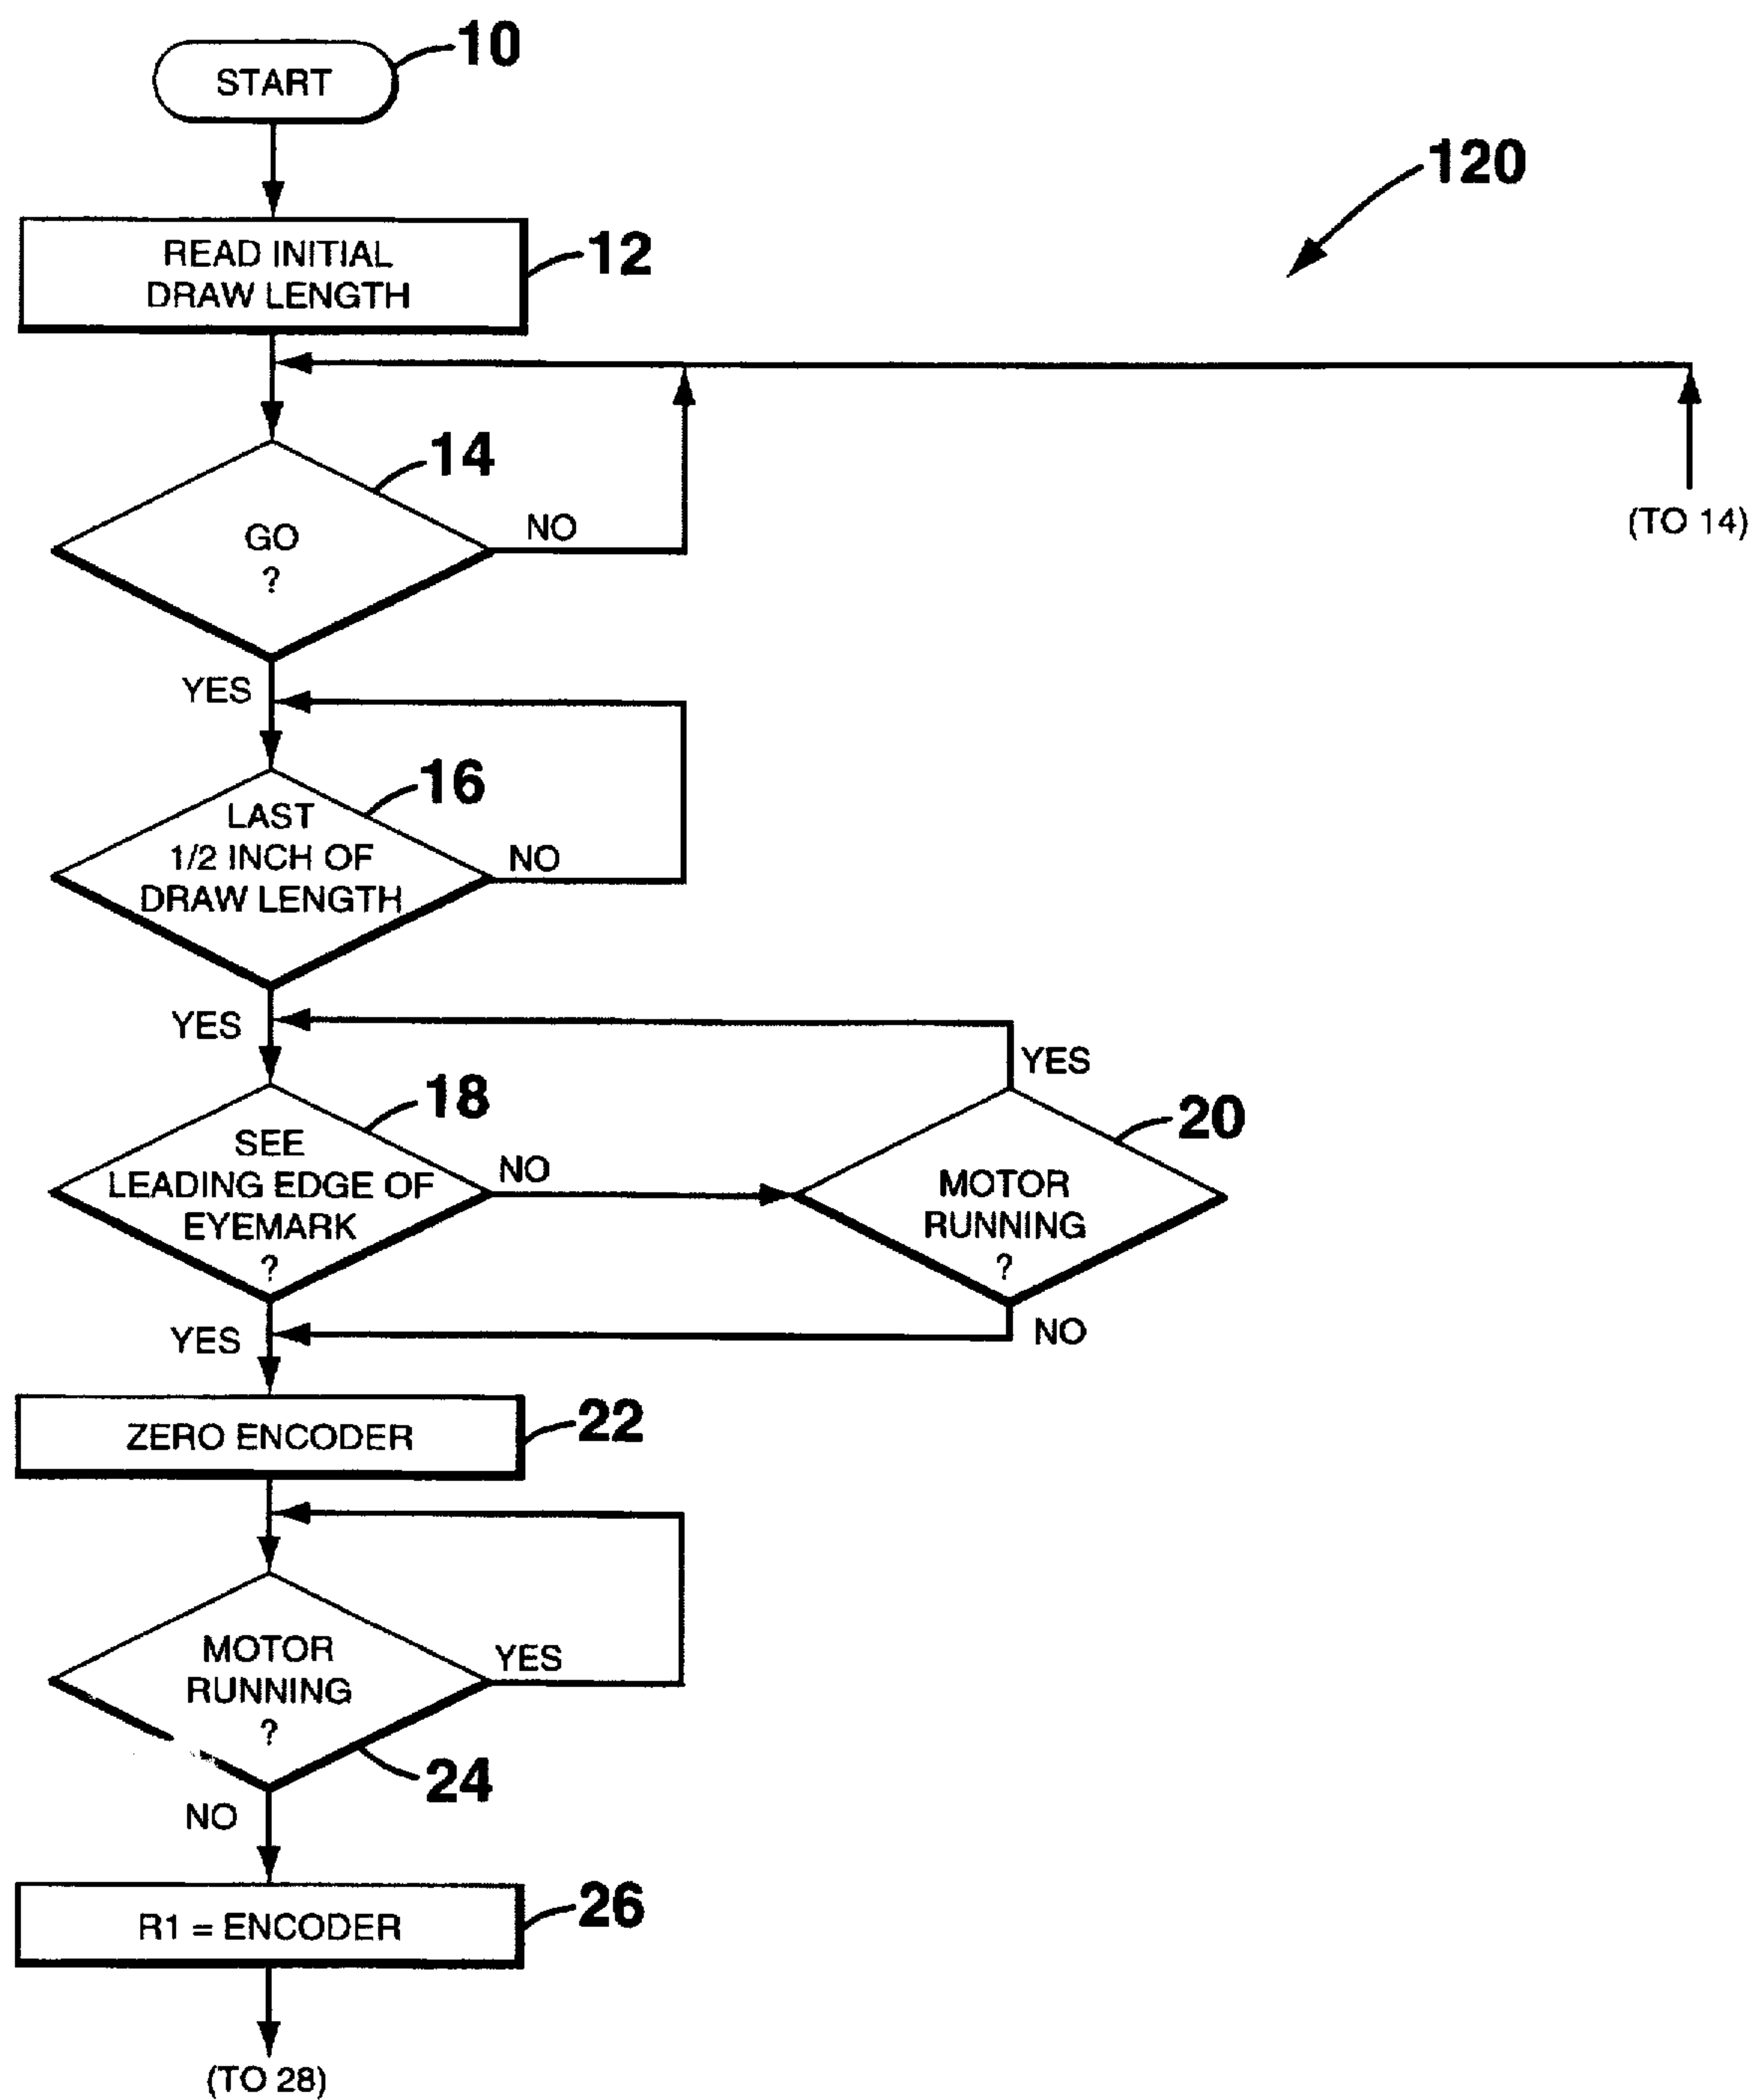 10
START
120
READ INITIAL
DRAW LENGTH
12
14
GO
?
NO
(TO 14)
YES
16
LAST
1/2 INCH OF
DRAW LENGTH
NO
YES
YES
18
20
SEE
LEADING EDGE OF
EYEMARK
?
NO
MOTOR
RUNNING
?
YES
NO
ZERO ENCODER
22
MOTOR
RUNNING
?
YES
24
NO
R1 = ENCODER
26
(TO 28)